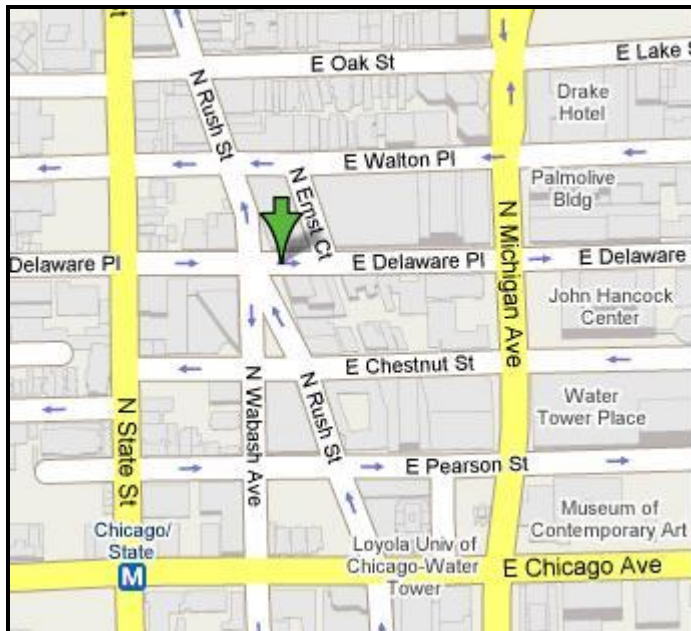 St
E Oak St
E Lake S
N Rush St
Drake
Hotel
E Walton Pl
N Ernst Ct
Palmolive
Bldg
N Michigan Ave
Delaware Pl
E Delaware Pl
E Delaware
John Hancock
Center
E Chestnut St
N State St
N Wabash Ave
N Rush St
Water
Tower Place
E Pearson St
Chicago/
State
M
Museum of
Contemporary Art
Loyola Univ of
Chicago-Water
Tower
E Chicago Ave